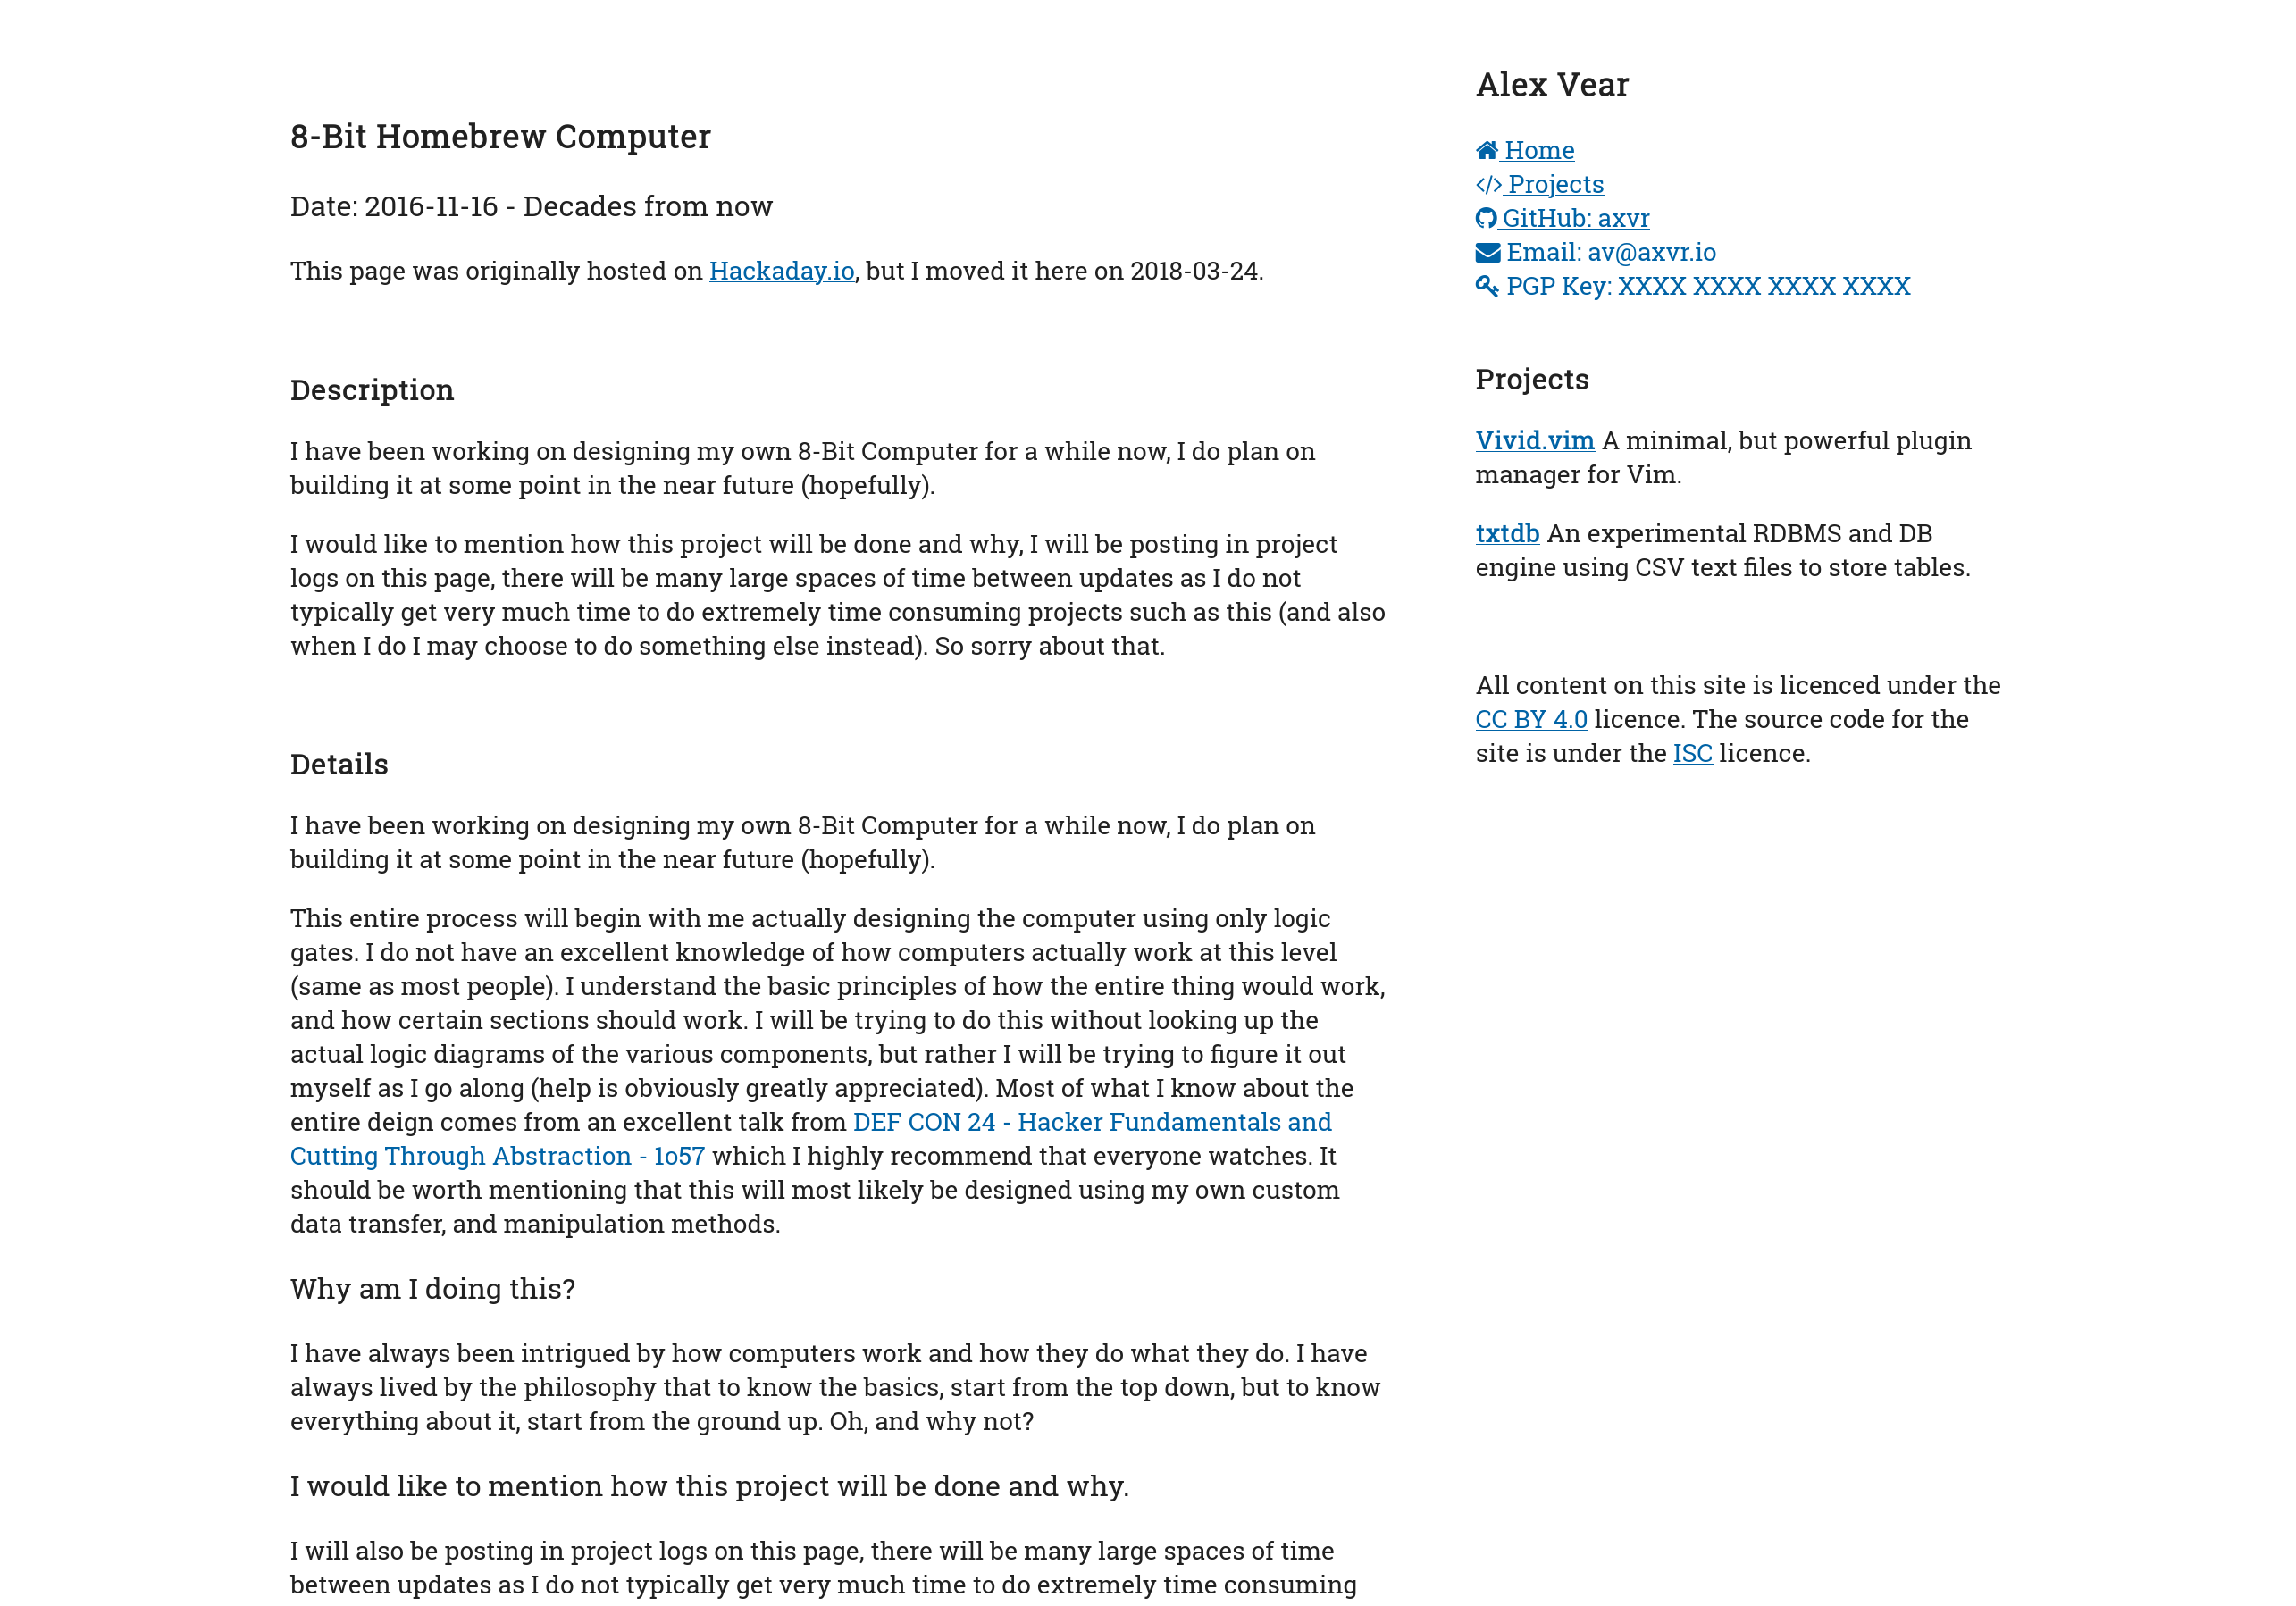 8-Bit Homebrew Computer
Date: 2016-11-16 - Decades from now
This page was originally hosted on Hackaday.io, but I moved it here on 2018-03-24.
Description
I have been working on designing my own 8-Bit Computer for a while now, I do plan on
building it at some point in the near future (hopefully).
I would like to mention how this project will be done and why, I will be posting in project
logs on this page, there will be many large spaces of time between updates as I do not
typically get very much time to do extremely time consuming projects such as this (and also
when I do I may choose to do something else instead). So sorry about that.
Details
I have been working on designing my own 8-Bit Computer for a while now, I do plan on
building it at some point in the near future (hopefully).
This entire process will begin with me actually designing the computer using only logic
gates. I do not have an excellent knowledge of how computers actually work at this level
(same as most people). I understand the basic principles of how the entire thing would work,
and how certain sections should work. I will be trying to do this without looking up the
actual logic diagrams of the various components, but rather I will be trying to figure it out
myself as I go along (help is obviously greatly appreciated). Most of what I know about the
entire deign comes from an excellent talk from DEF CON 24 - Hacker Fundamentals and
Cutting Through Abstraction - 1o57 which I highly recommend that everyone watches. It
should be worth mentioning that this will most likely be designed using my own custom
data transfer, and manipulation methods.
Why am I doing this?
I have always been intrigued by how computers work and how they do what they do. I have
always lived by the philosophy that to know the basics, start from the top down, but to know
everything about it, start from the ground up. Oh, and why not?
I would like to mention how this project will be done and why.
I will also be posting in project logs on this page, there will be many large spaces of time
between updates as I do not typically get very much time to do extremely time consuming
Alex Vear
Home
Projects
GitHub: axvr
Email: av@axvr.io
PGP Key: XXXX XXXX XXXX XXXX
Projects
Vivid.vim A minimal, but powerful plugin
manager for Vim.
txtdb An experimental RDBMS and DB
engine using CSV text files to store tables.
All content on this site is licenced under the
CC BY 4.0 licence. The source code for the
site is under the ISC licence.